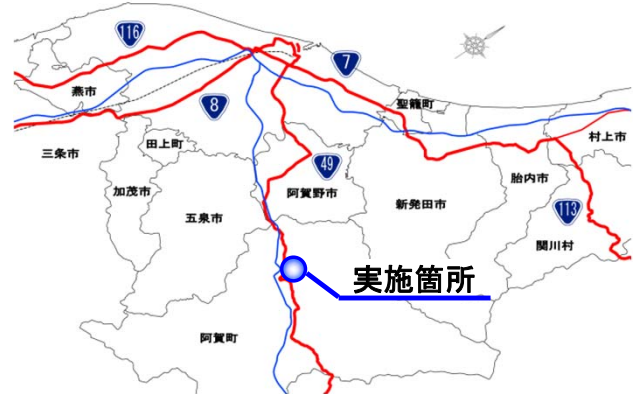 116
7
燕市
8
聖籠町
村上市
三条市
田上町
49
胎内市
加茂市
阿賀野市
新発田市
113
五泉市
関川村
実施箇所
阿賀町